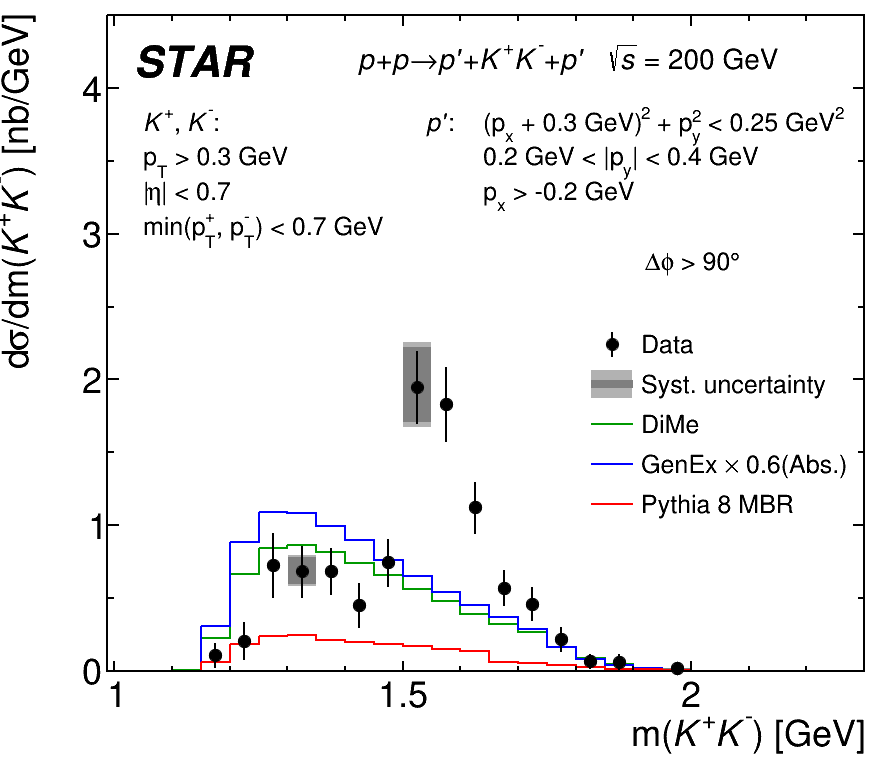 STAR
p+p→p′+K⁺K⁻+p′ √s = 200 GeV
K⁺, K⁻:
p_T > 0.3 GeV
|η| < 0.7
min(p_T⁺, p_T⁻) < 0.7 GeV
p′: (p_x + 0.3 GeV)² + p_y² < 0.25 GeV²
0.2 GeV < |p_y| < 0.4 GeV
p_x > -0.2 GeV
Δϕ > 90°
Data
Syst. uncertainty
DiMe
GenEx × 0.6(Abs.)
Pythia 8 MBR
dσ/dm(K⁺K⁻) [nb/GeV]
4
3
2
1
0
1
1.5
2
m(K⁺K⁻) [GeV]